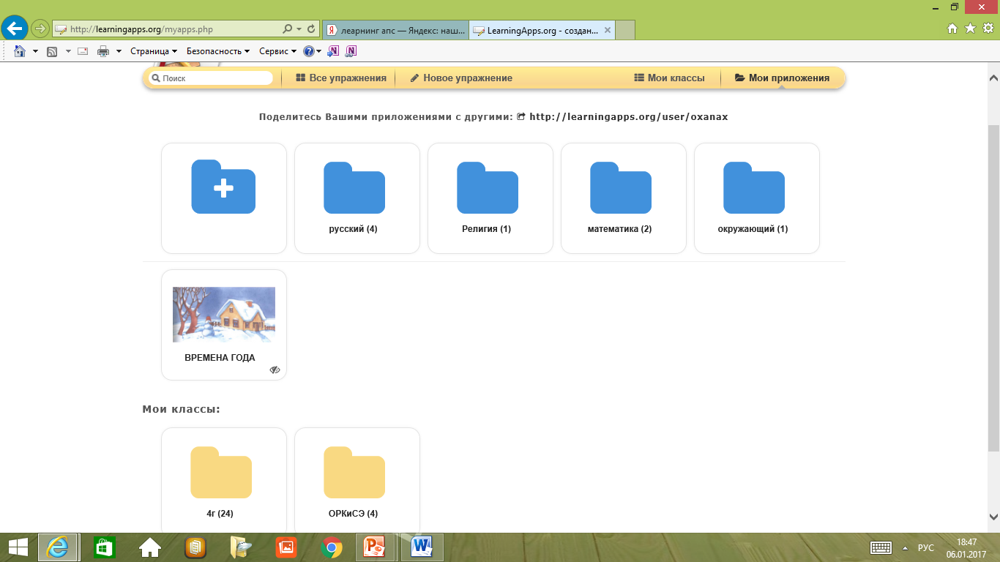 http://learningapps.org/myapps.php
леарнинг апс — Яндекс: наш...
LearningApps.org - создан...
Страница
Безопасность
Сервис
Поиск
Все упражнения
Новое упражнение
Мои классы
Мои приложения
Поделитесь Вашими приложениями с другими: http://learningapps.org/user/oxanax
русский (4)
Религия (1)
математика (2)
окружающий (1)
ВРЕМЕНА ГОДА
Мои классы:
4г (24)
ОРКиСЭ (4)
РУС
18:47
06.01.2017